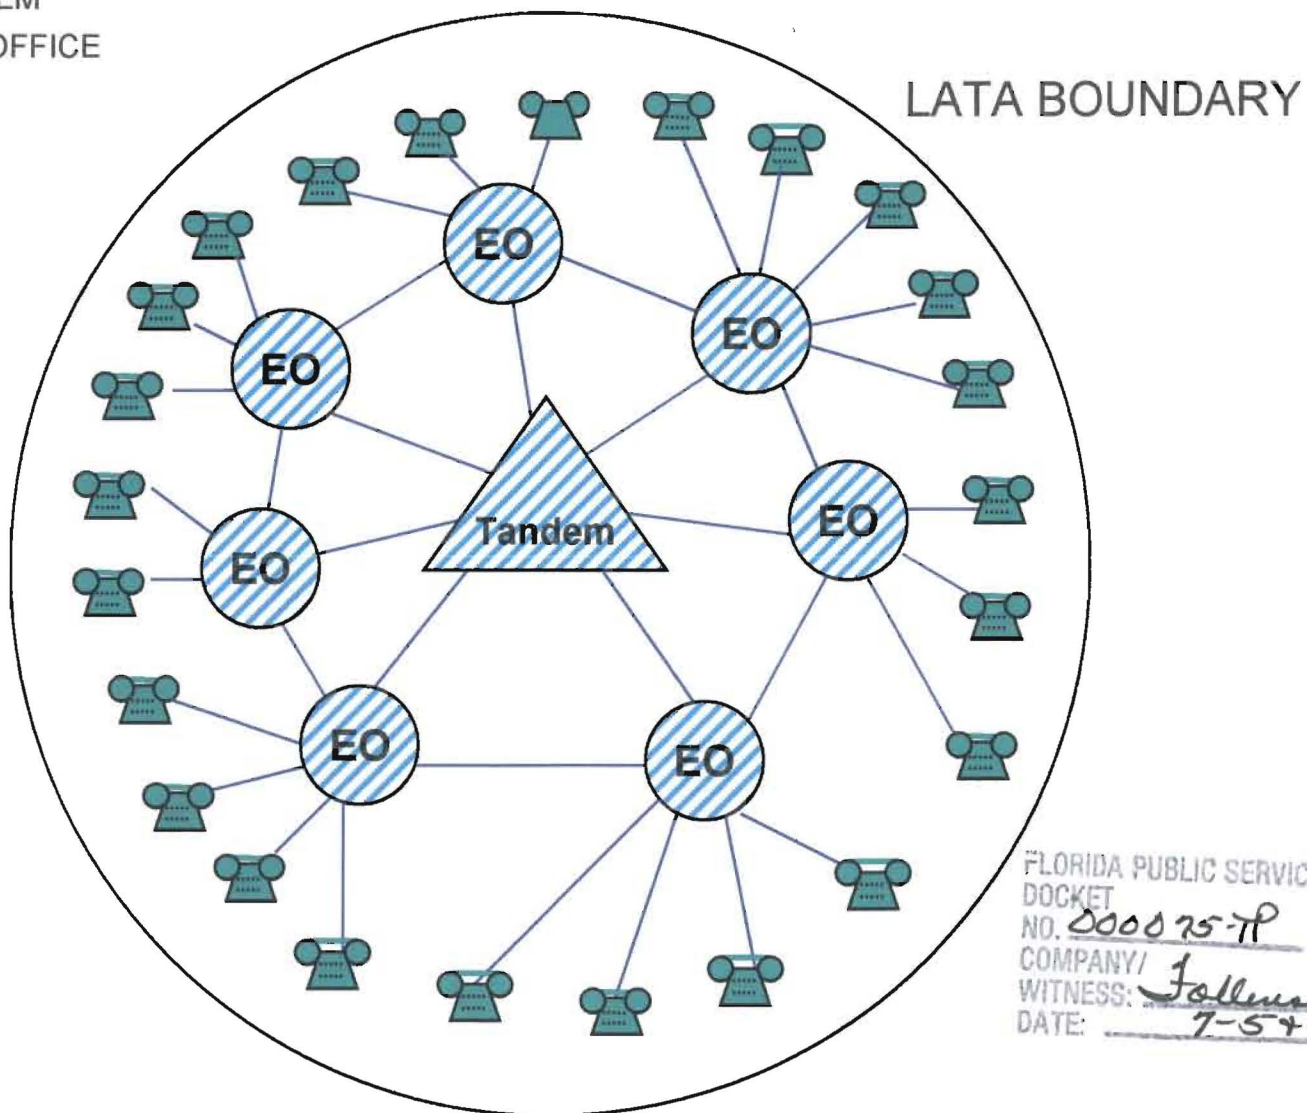 EM
OFFICE
LATA BOUNDARY
EO
EO
EO
EO
Tandem
EO
EO
EO
FLORIDA PUBLIC SERVIC
DOCKET
NO. 000075-TP
COMPANY/
WITNESS:
DATE: 7-5+